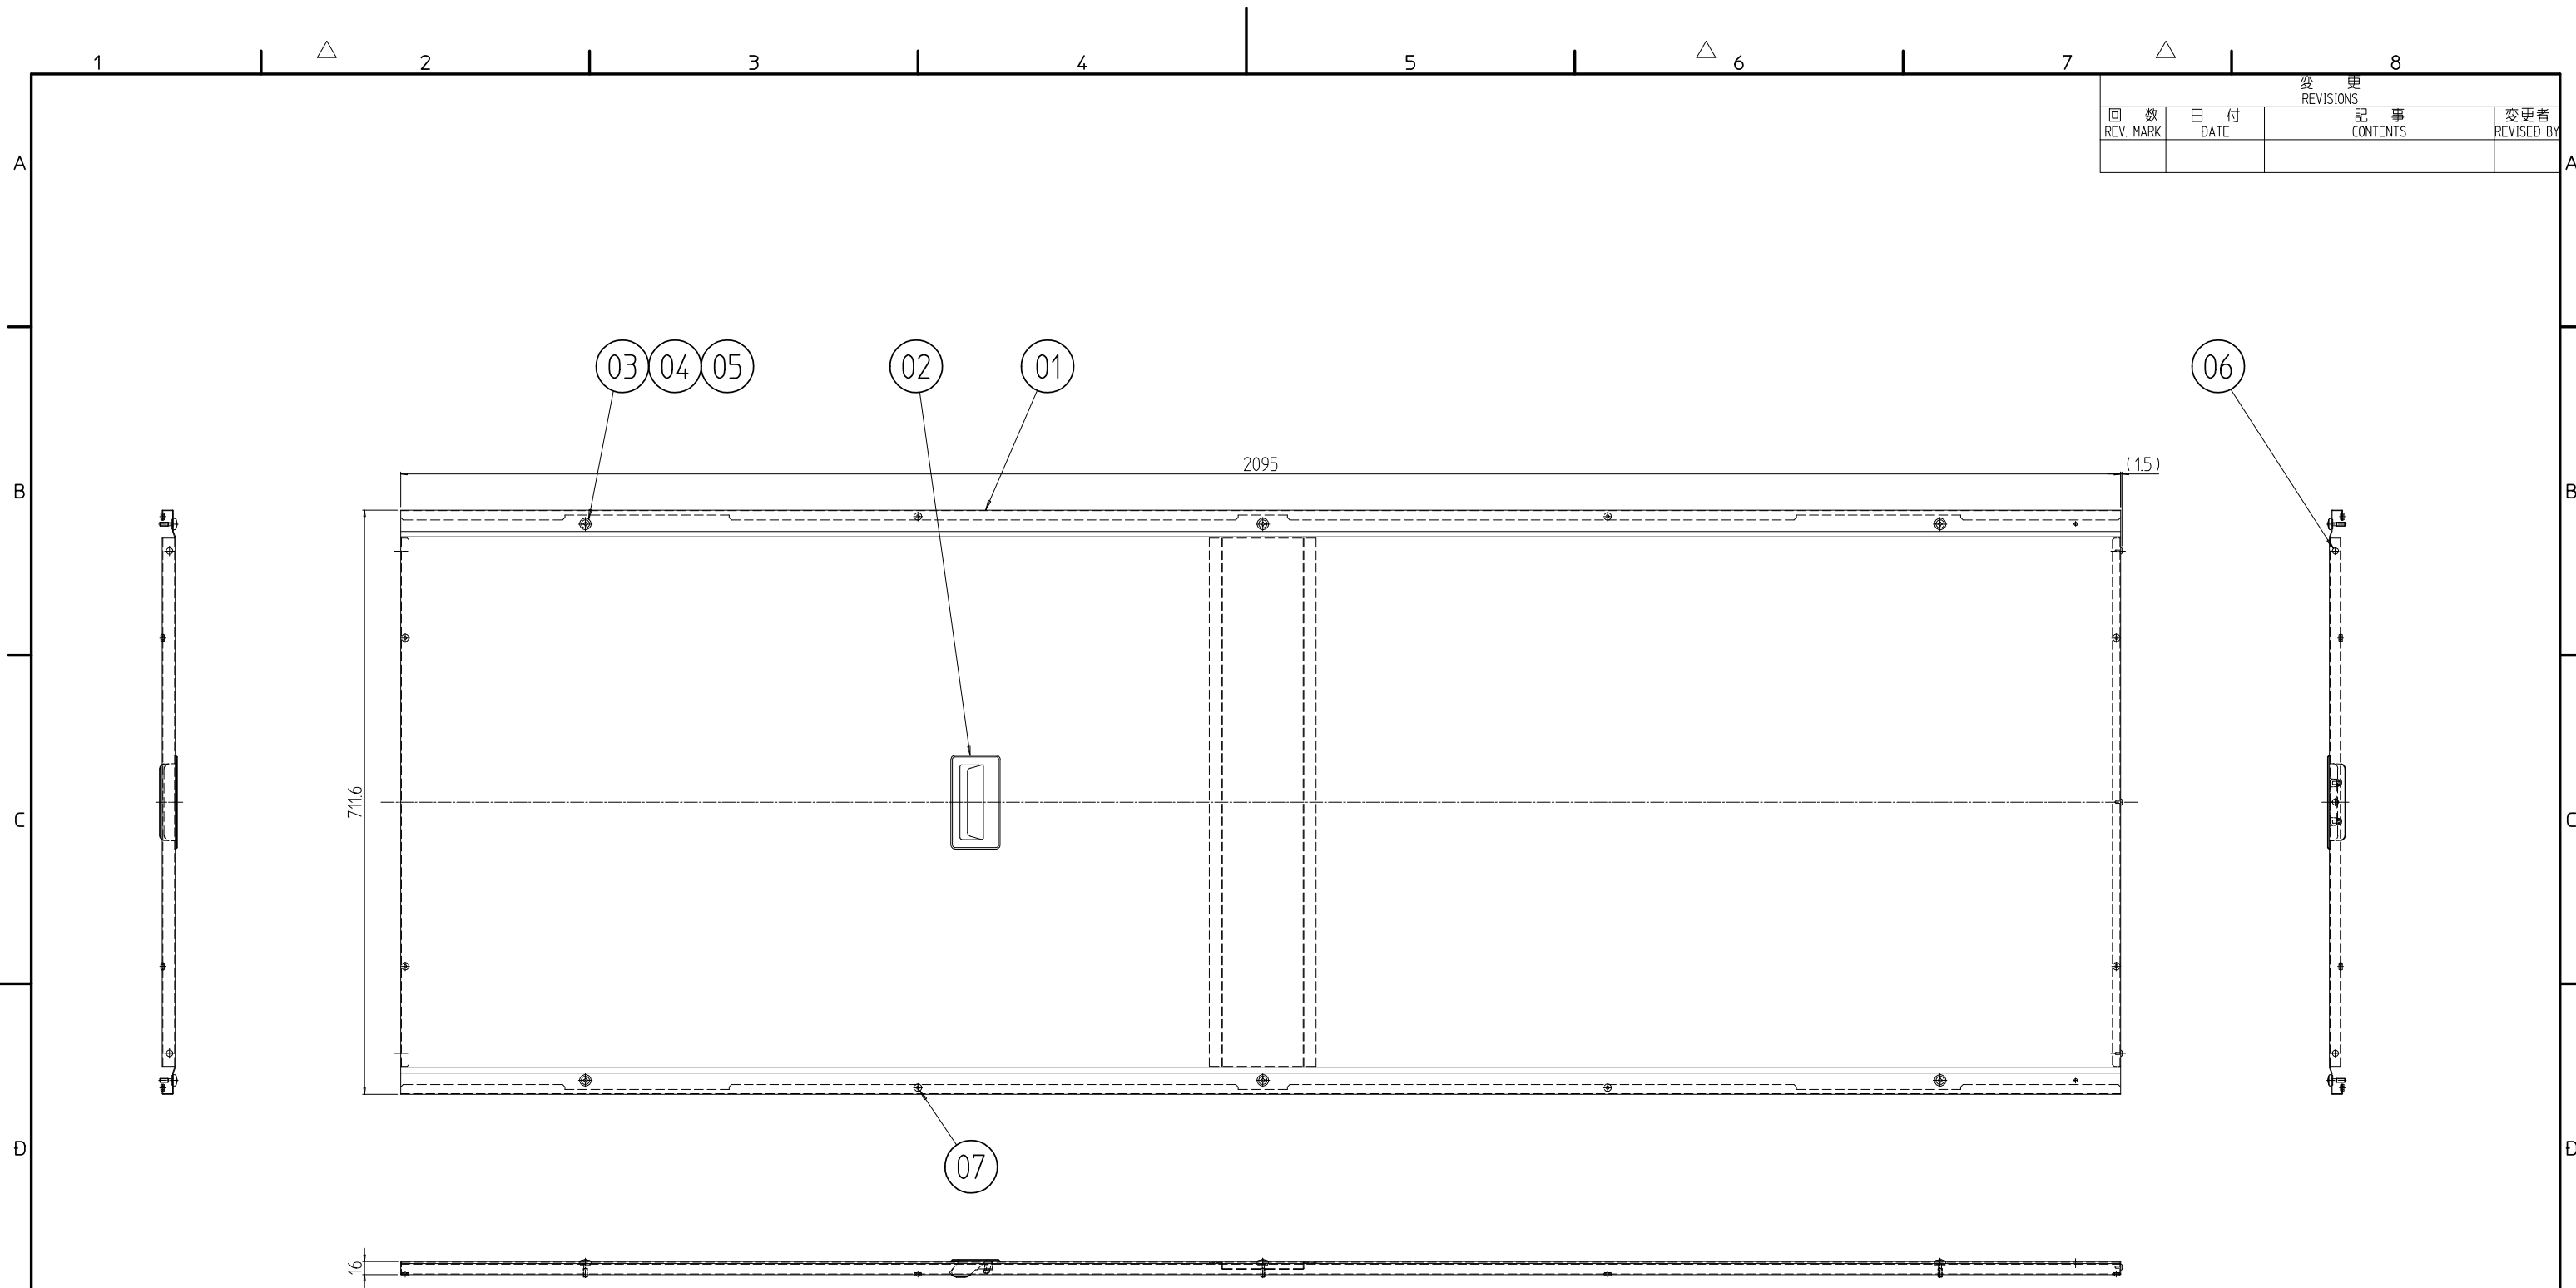 1 2 3 4 5 6 7 8
変 更
REVISIONS
回 数 日 付 記 事 変更者
REV. MARK DATE CONTENTS REVISED BY
A A
03 04 05 02 01 06
2095 (1.5)
B B
711.6
C C
D D
07
16